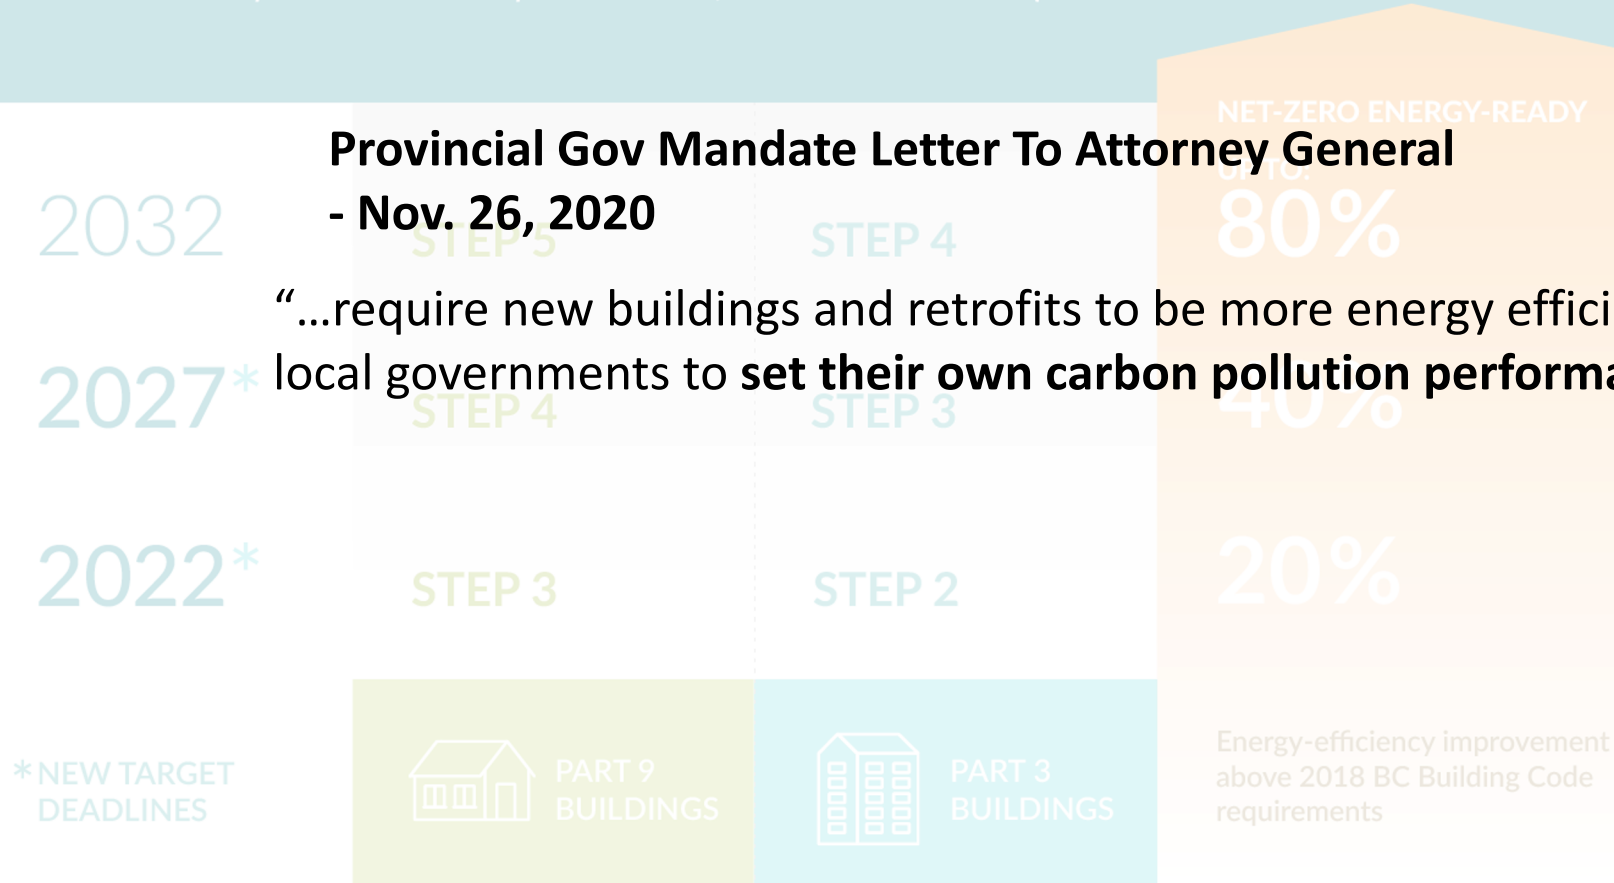 NET-ZERO ENERGY-READY
Provincial Gov Mandate Letter To Attorney General
UP TO:
- Nov. 26, 2020
2032
STEP 5
STEP 4
80%
“...require new buildings and retrofits to be more energy
local governments to set their own carbon pollution
2027*
STEP 4
STEP 3
40%
2022*
STEP 3
STEP 2
20%
*NEW TARGET
DEADLINES
PART 9
BUILDINGS
PART 3
BUILDINGS
Energy-efficiency improvement
above 2018 BC Building Code
requirements